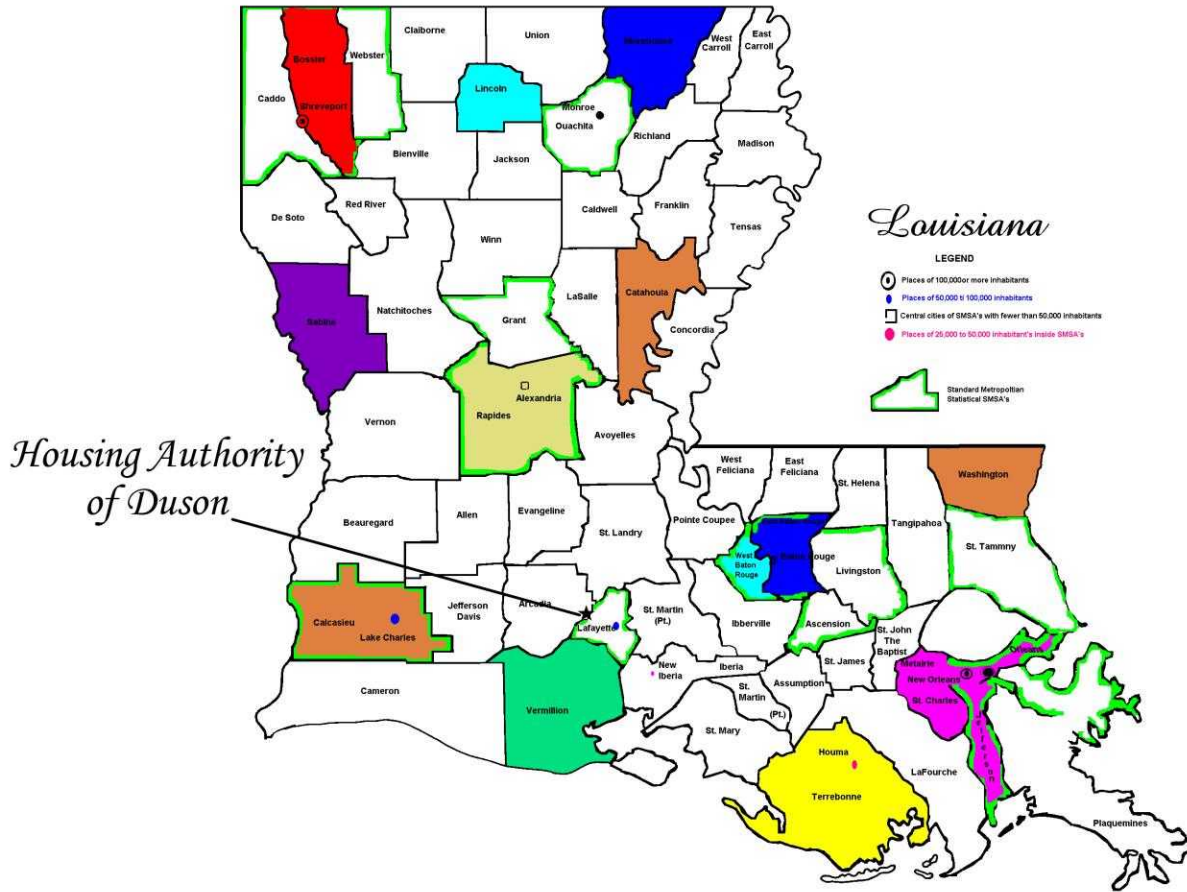 Claiborne
Union
Morehouse
West
Carroll
East
Carroll
Bossier
Webster
Caddo
Shreveport
Lincoln
Monroe
Ouachita
Richland
Madison
Bienville
Jackson
De Soto
Red River
Caldwell
Franklin
Tensas
Winn
Sabine
Natchitoches
Grant
LaSalle
Catahoula
Concordia
Alexandria
Rapides
Vernon
Avoyelles
Louisiana
LEGEND
Places of 100,000or more inhabitants
Places of 50,000 t/ 100,000 inhabitants
Central cities of SMSA's with fewer than 50,000 inhabitants
Places of 25,000 to 50,000 inhabitant's inside SMSA's
Standard Metropoltian
Statistical SMSA's
Housing Authority
of Duson
West
Feliciana
East
Feliciana
St. Helena
Washington
Beauregard
Allen
Evangeline
St. Landry
Pointe Coupee
Tangipahoa
St. Tammny
West
Baton
Rouge
Livingston
Calcasieu
Lake Charles
Jefferson
Davis
Arcadia
Lafayette
St. Martin
(Pt.)
Ibberville
Ascension
St. John
The
Baptist
Orleans
Metairie
New Orleans
St. Charles
Jefferson
Cameron
Vermillion
New
Iberia
Iberia
St. Martin
(Pt.)
Assumption
St. James
St. Mary
Houma
Terrebonne
LaFourche
Plaquemines